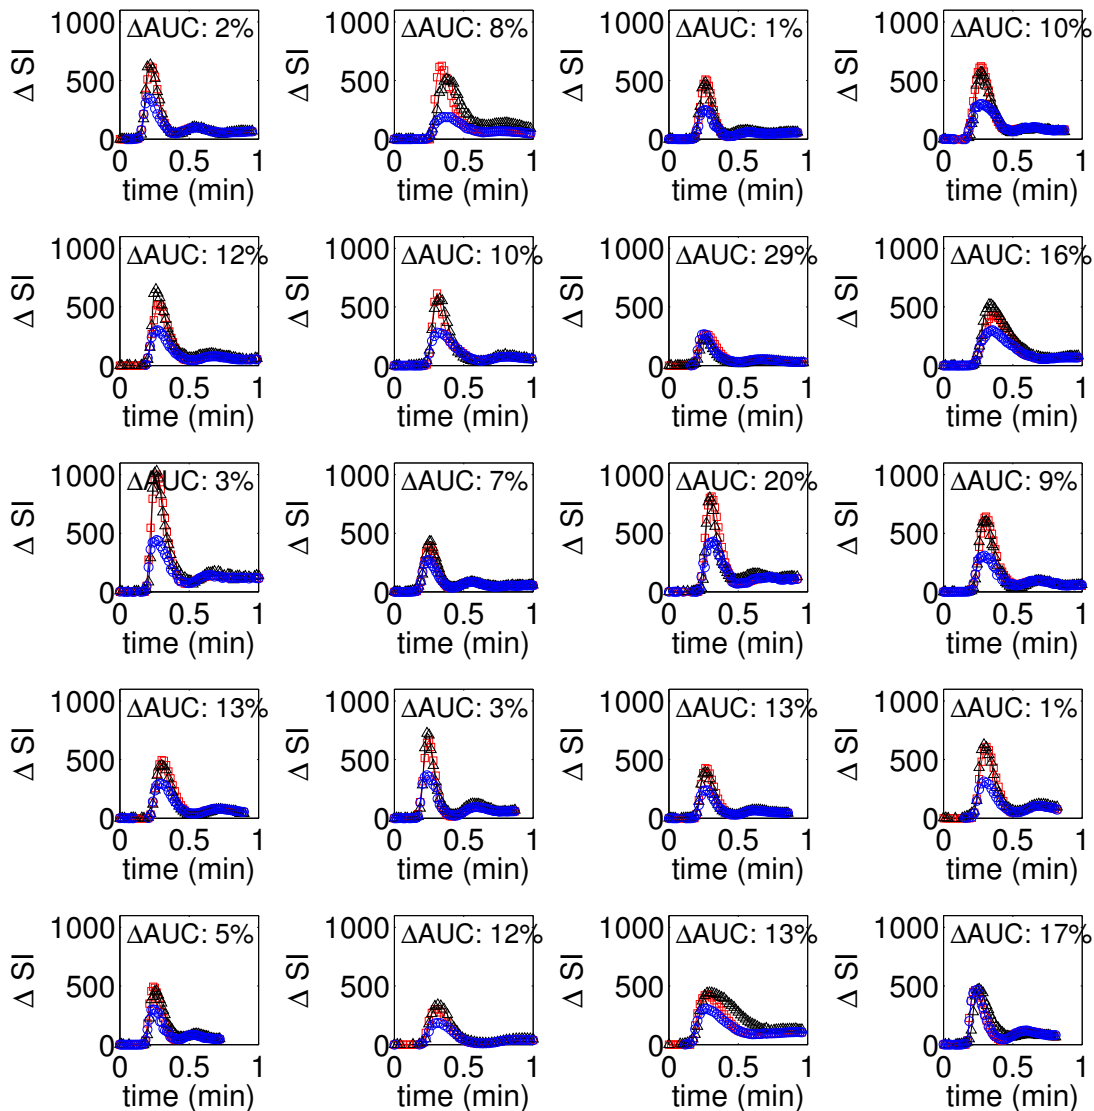 1000 ΔAUC: 2% 1000 ΔAUC: 8% 1000 ΔAUC: 1% 1000 ΔAUC: 10%
Δ SI 500 Δ SI 500 Δ SI 500 Δ SI 500
0 0 0 0
0 0.5 1 0 0.5 1 0 0.5 1 0 0.5 1
time (min) time (min) time (min) time (min)
1000 ΔAUC: 12% 1000 ΔAUC: 10% 1000 ΔAUC: 29% 1000 ΔAUC: 16%
Δ SI 500 Δ SI 500 Δ SI 500 Δ SI 500
0 0 0 0
0 0.5 1 0 0.5 1 0 0.5 1 0 0.5 1
time (min) time (min) time (min) time (min)
1000 ΔAUC: 3% 1000 ΔAUC: 7% 1000 ΔAUC: 20% 1000 ΔAUC: 9%
Δ SI 500 Δ SI 500 Δ SI 500 Δ SI 500
0 0 0 0
0 0.5 1 0 0.5 1 0 0.5 1 0 0.5 1
time (min) time (min) time (min) time (min)
1000 ΔAUC: 13% 1000 ΔAUC: 3% 1000 ΔAUC: 13% 1000 ΔAUC: 1%
Δ SI 500 Δ SI 500 Δ SI 500 Δ SI 500
0 0 0 0
0 0.5 1 0 0.5 1 0 0.5 1 0 0.5 1
time (min) time (min) time (min) time (min)
1000 ΔAUC: 5% 1000 ΔAUC: 12% 1000 ΔAUC: 13% 1000 ΔAUC: 17%
Δ SI 500 Δ SI 500 Δ SI 500 Δ SI 500
0 0 0 0
0 0.5 1 0 0.5 1 0 0.5 1 0 0.5 1
time (min) time (min) time (min) time (min)